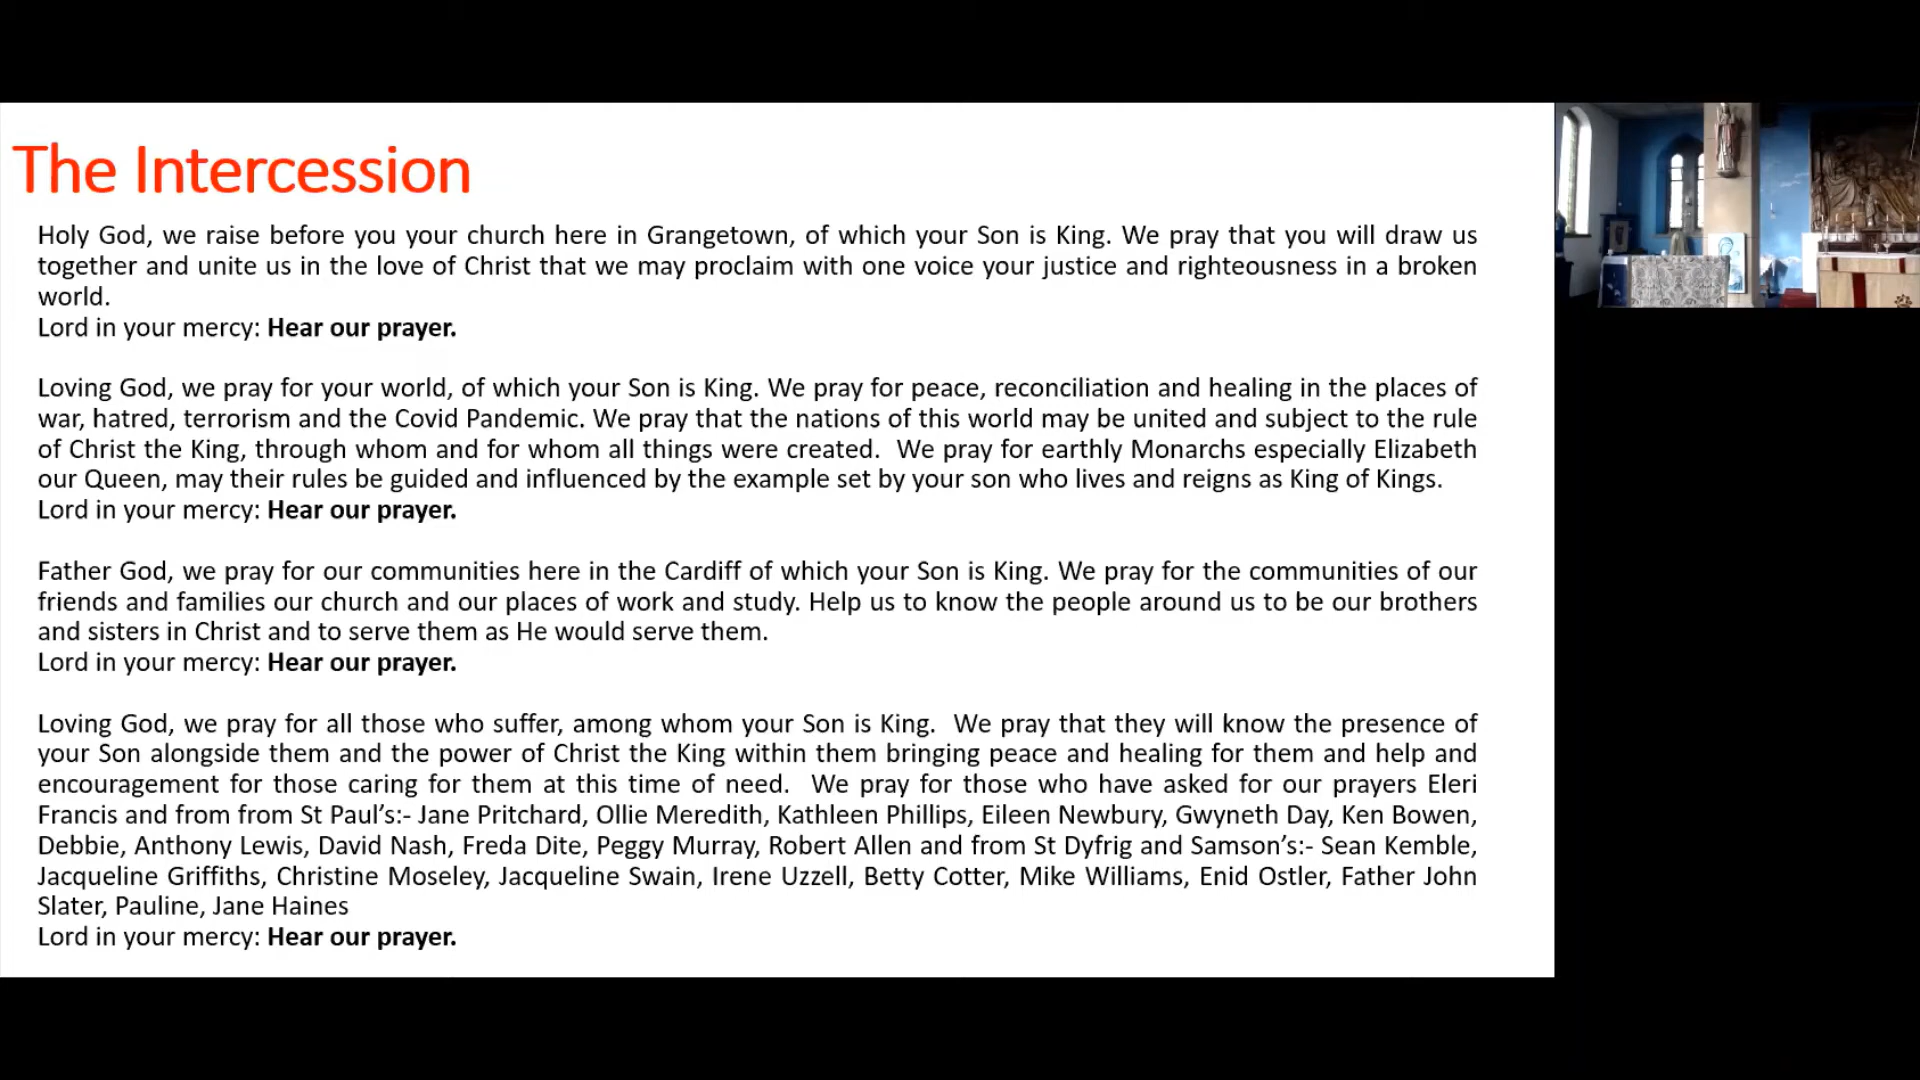 The Intercession
Holy God, we raise before you your church here in Grangetown, of which your Son is King. We pray that you will draw us
together and unite us in the love of Christ that we may proclaim with one voice your justice and righteousness in a broken
world.
Lord in your mercy: Hear our prayer.
Loving God, we pray for your world, of which your Son is King. We pray for peace, reconciliation and healing in the places of
war, hatred, terrorism and the Covid Pandemic. We pray that the nations of this world may be united and subject to the rule
of Christ the King, through whom and for whom all things were created.  We pray for earthly Monarchs especially Elizabeth
our Queen, may their rules be guided and influenced by the example set by your son who lives and reigns as King of Kings.
Lord in your mercy: Hear our prayer.
Father God, we pray for our communities here in the Cardiff of which your Son is King. We pray for the communities of our
friends and families our church and our places of work and study. Help us to know the people around us to be our brothers
and sisters in Christ and to serve them as He would serve them.
Lord in your mercy: Hear our prayer.
Loving God, we pray for all those who suffer, among whom your Son is King.  We pray that they will know the presence of
your Son alongside them and the power of Christ the King within them bringing peace and healing for them and help and
encouragement for those caring for them at this time of need.  We pray for those who have asked for our prayers Eleri
Francis and from from St Paul’s:- Jane Pritchard, Ollie Meredith, Kathleen Phillips, Eileen Newbury, Gwyneth Day, Ken Bowen,
Debbie, Anthony Lewis, David Nash, Freda Dite, Peggy Murray, Robert Allen and from St Dyfrig and Samson’s:- Sean Kemble,
Jacqueline Griffiths, Christine Moseley, Jacqueline Swain, Irene Uzzell, Betty Cotter, Mike Williams, Enid Ostler, Father John
Slater, Pauline, Jane Haines
Lord in your mercy: Hear our prayer.